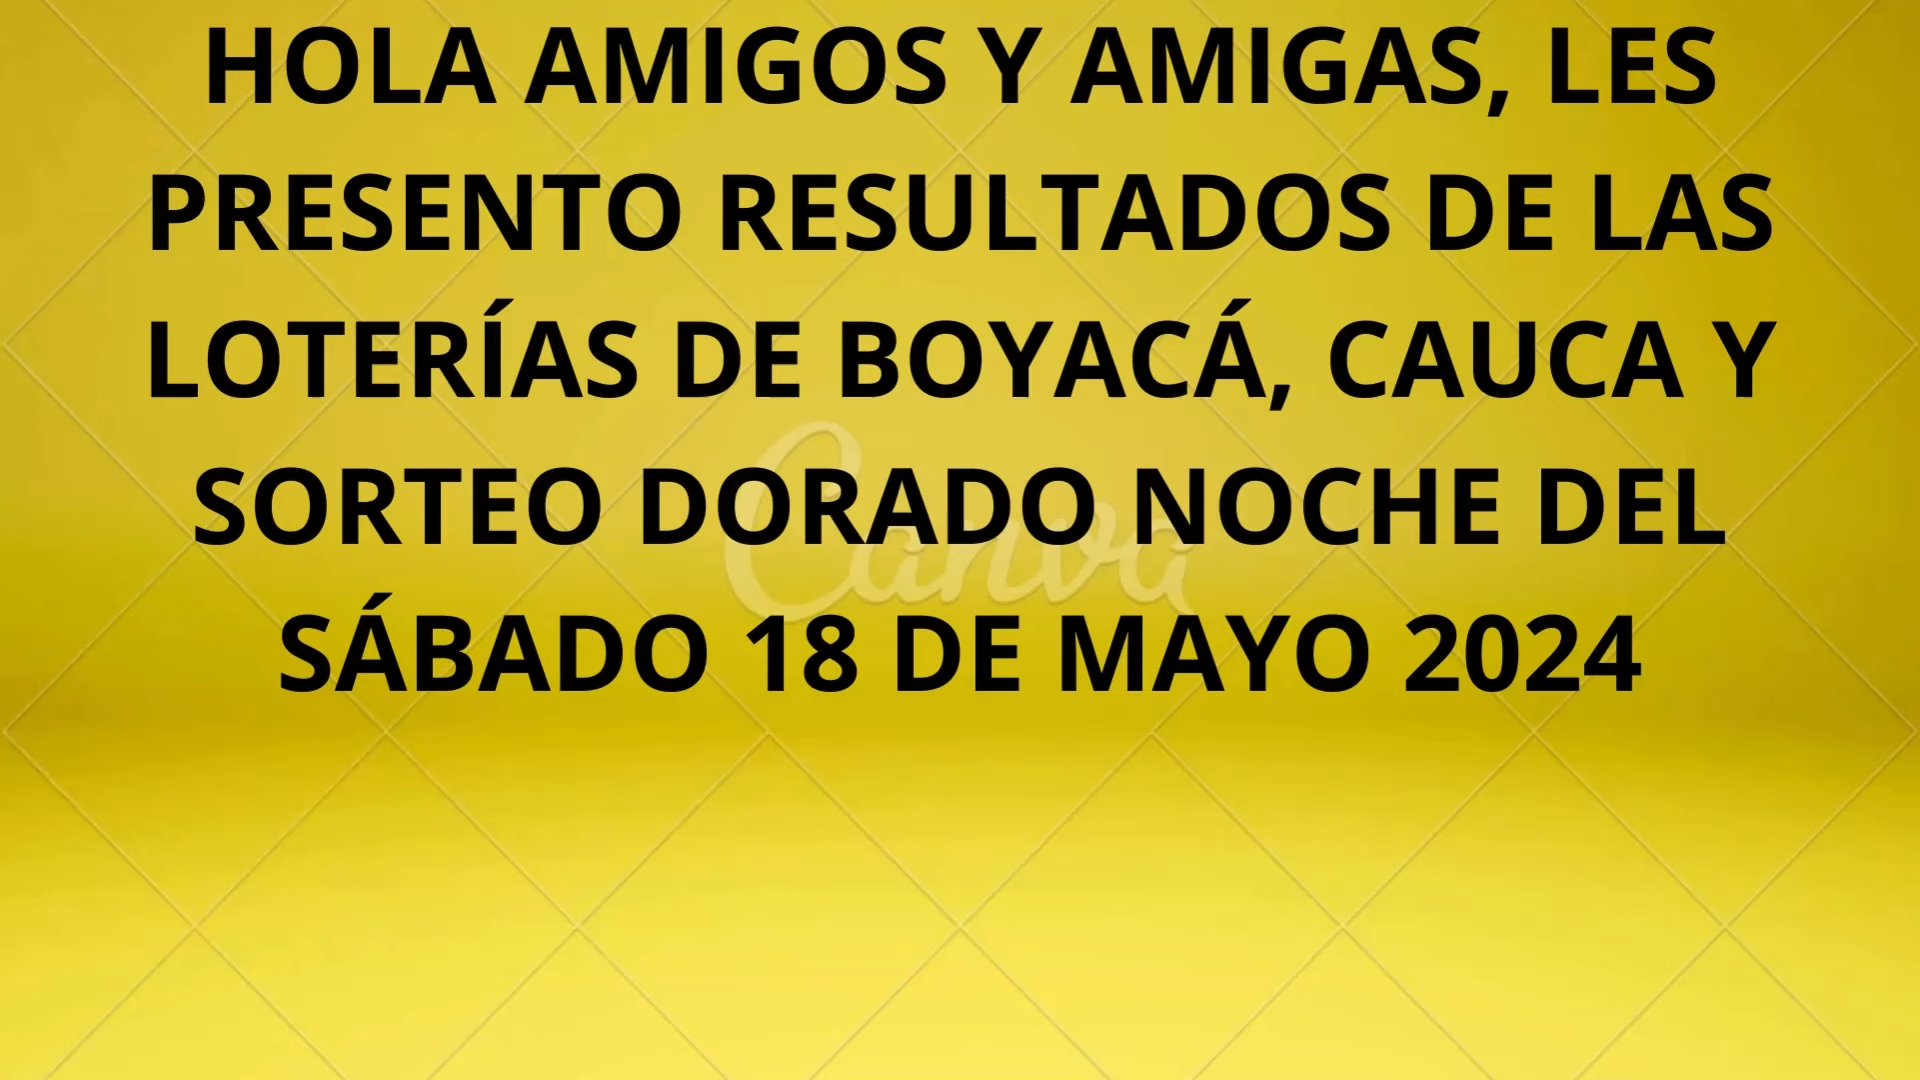 HOLA AMIGOS Y AMIGAS, LES
PRESENTO RESULTADOS DE LAS
LOTERÍAS DE BOYACÁ, CAUCA Y
SORTEO DORADO NOCHE DEL
Canva
SÁBADO 18 DE MAYO 2024